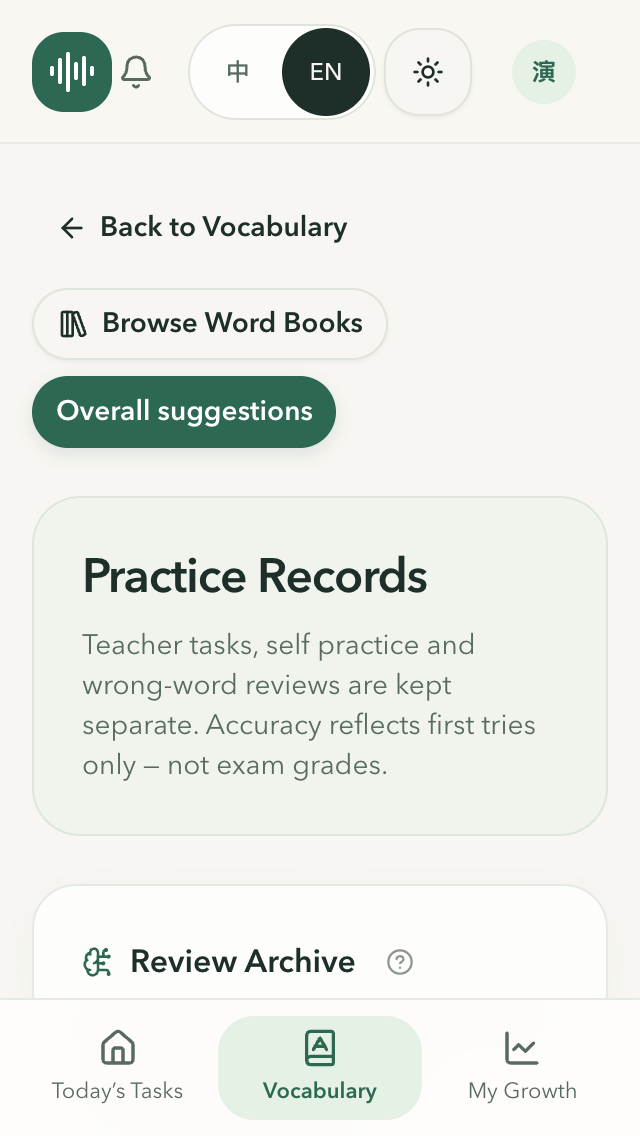 中
EN
演
Back to Vocabulary
Browse Word Books
Overall suggestions
Practice Records
Teacher tasks, self practice and
wrong-word reviews are kept
separate. Accuracy reflects first tries
only – not exam grades.
Review Archive
Today’s Tasks
Vocabulary
My Growth